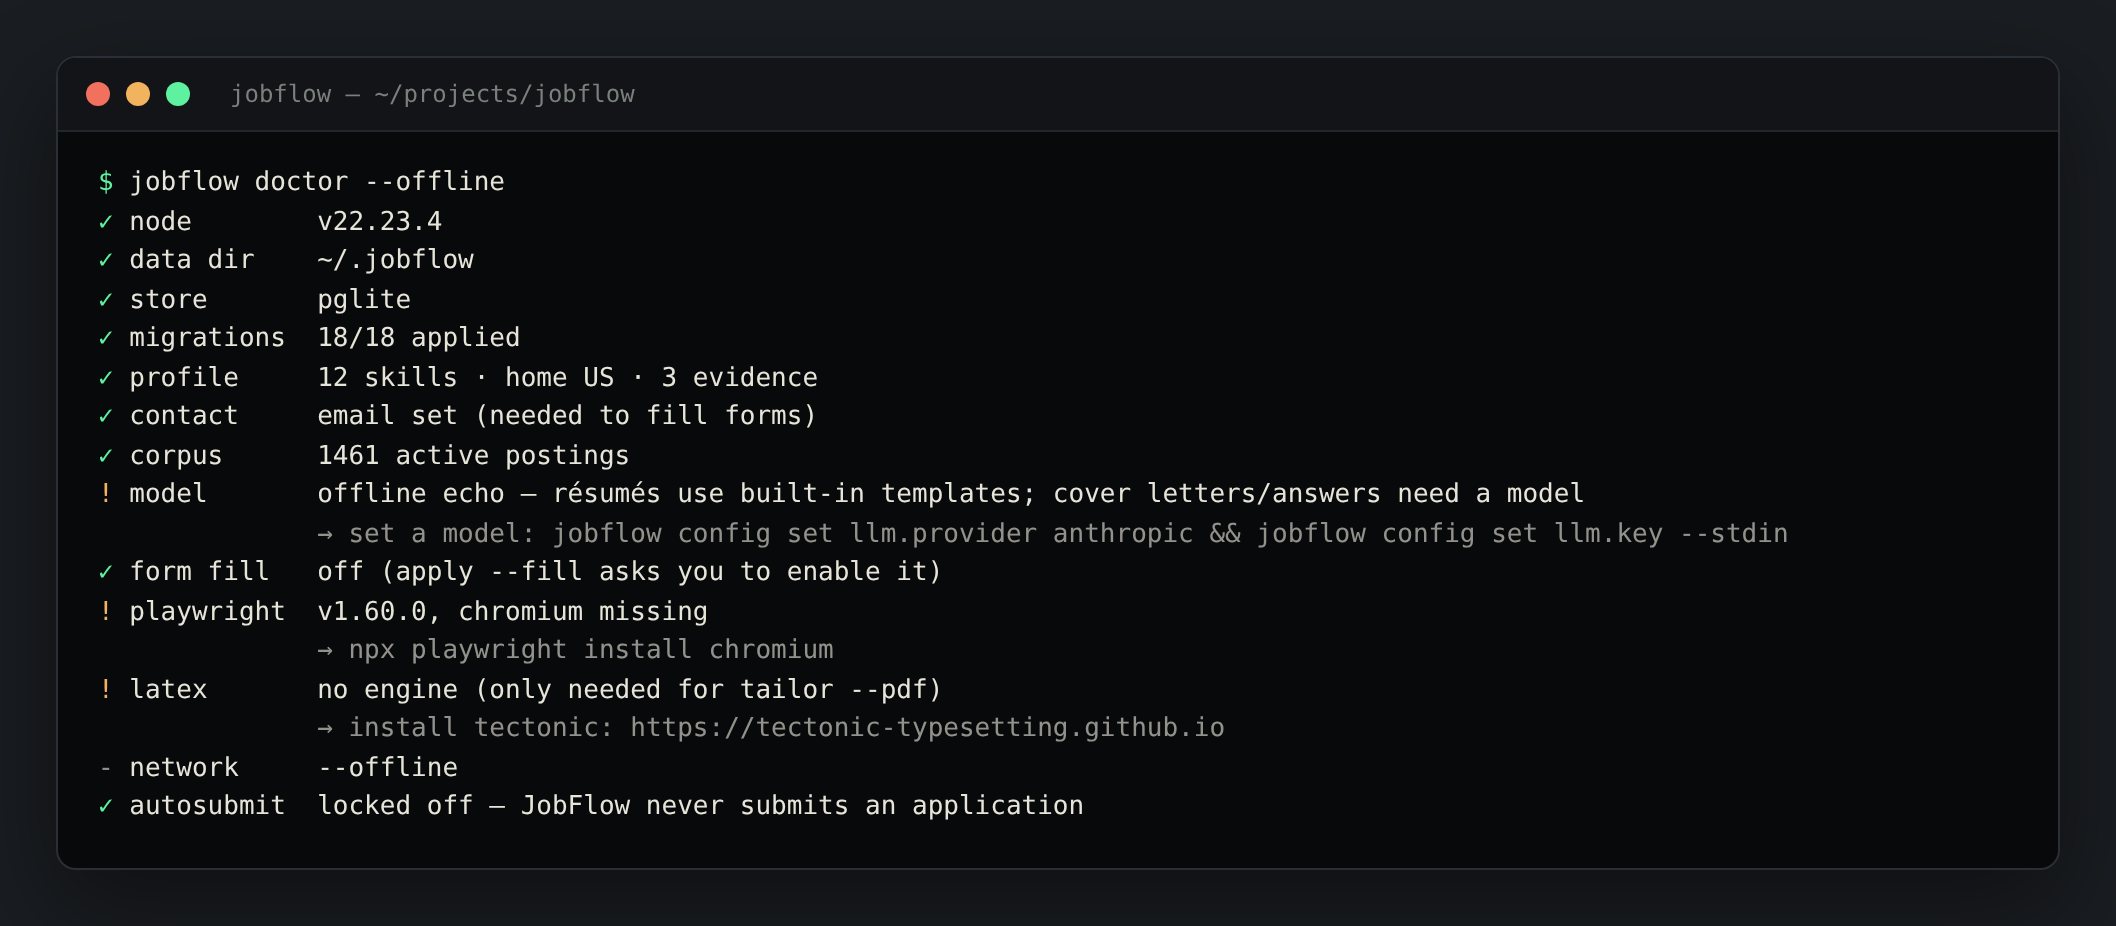 jobflow — ~/projects/jobflow
$ jobflow doctor --offline
✓ node        v22.23.4
✓ data dir    ~/.jobflow
✓ store       pglite
✓ migrations  18/18 applied
✓ profile     12 skills · home US · 3 evidence
✓ contact     email set (needed to fill forms)
✓ corpus      1461 active postings
! model       offline echo — résumés use built-in templates; cover letters/answers need a model
              → set a model: jobflow config set llm.provider anthropic && jobflow config set llm.key --stdin
✓ form fill   off (apply --fill asks you to enable it)
! playwright  v1.60.0, chromium missing
              → npx playwright install chromium
! latex       no engine (only needed for tailor --pdf)
              → install tectonic: https://tectonic-typesetting.github.io
- network     --offline
✓ autosubmit  locked off — JobFlow never submits an application